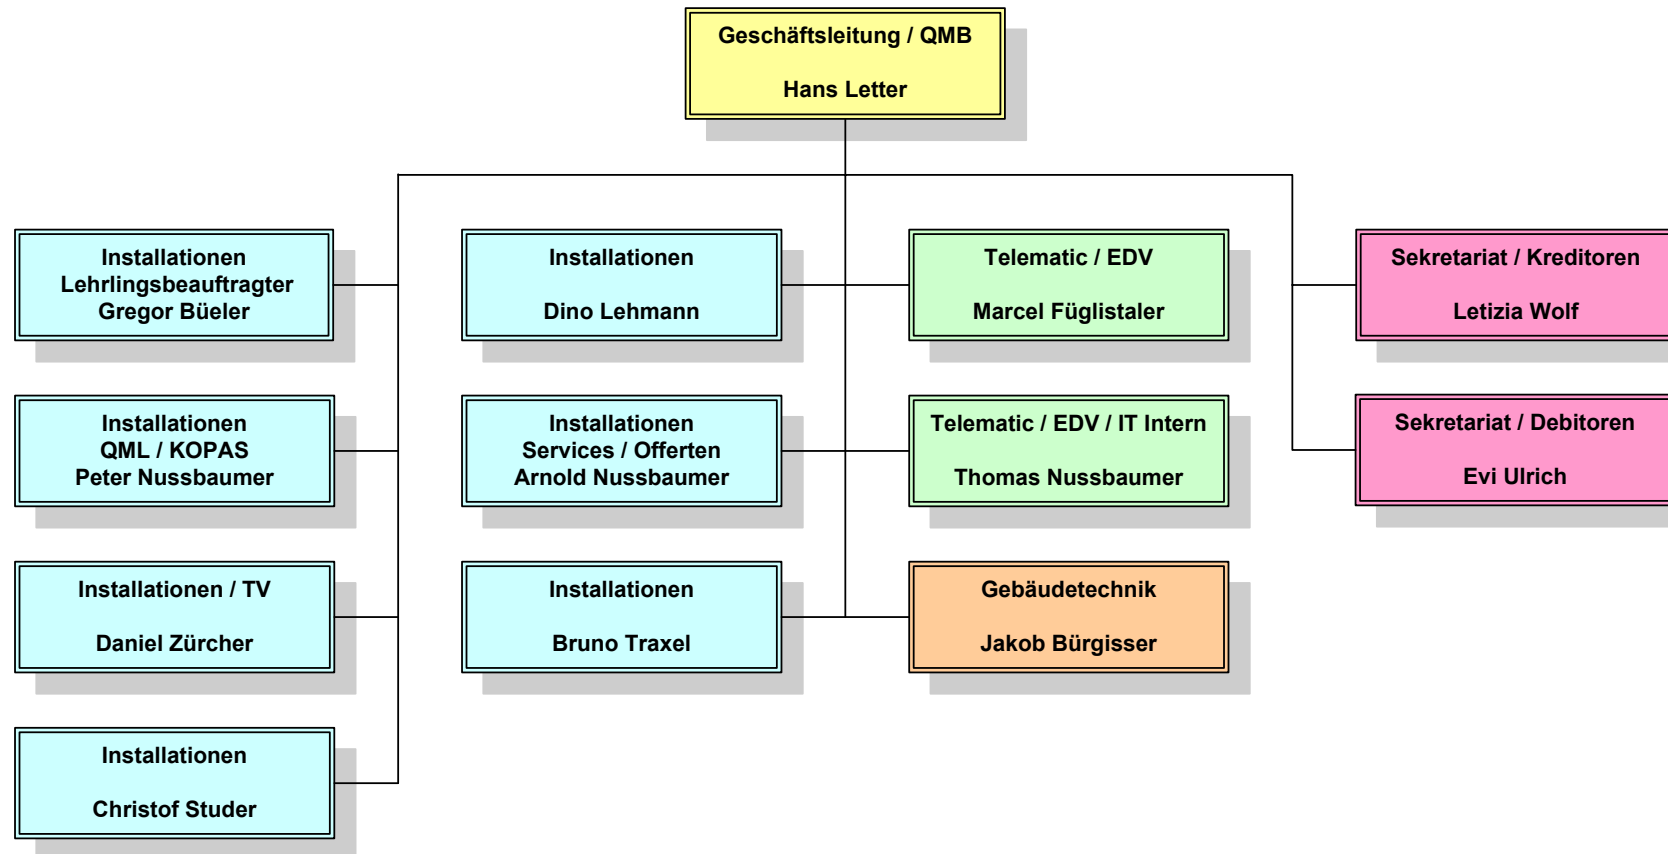 Geschäftsleitung / QMB
Hans Letter
Installationen
Lehrlingsbeauftragter
Gregor Büeler
Installationen
Dino Lehmann
Telematic / EDV
Marcel Füglistaler
Sekretariat / Kreditoren
Letizia Wolf
Installationen
QML / KOPAS
Peter Nussbaumer
Installationen
Services / Offerten
Arnold Nussbaumer
Telematic / EDV / IT Intern
Thomas Nussbaumer
Sekretariat / Debitoren
Evi Ulrich
Installationen / TV
Daniel Zürcher
Installationen
Bruno Traxel
Gebäudetechnik
Jakob Bürgisser
Installationen
Christof Studer